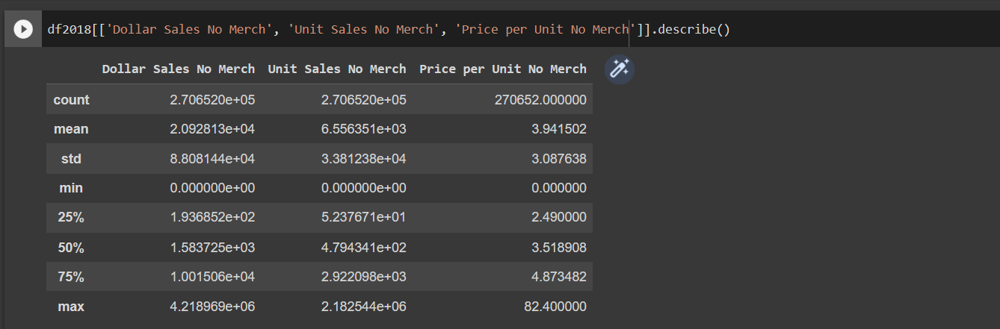 df2018[['Dollar Sales No Merch', 'Unit Sales No Merch', 'Price per Unit No Merch']].describe()
Dollar Sales No Merch Unit Sales No Merch Price per Unit No Merch
count 2.706520e+05 2.706520e+05 270652.000000
mean 2.092813e+04 6.556351e+03 3.941502
std 8.808144e+04 3.381238e+04 3.087638
min 0.000000e+00 0.000000e+00 0.000000
25% 1.936852e+02 5.237671e+01 2.490000
50% 1.583725e+03 4.794341e+02 3.518908
75% 1.001506e+04 2.922098e+03 4.873482
max 4.218969e+06 2.182544e+06 82.400000